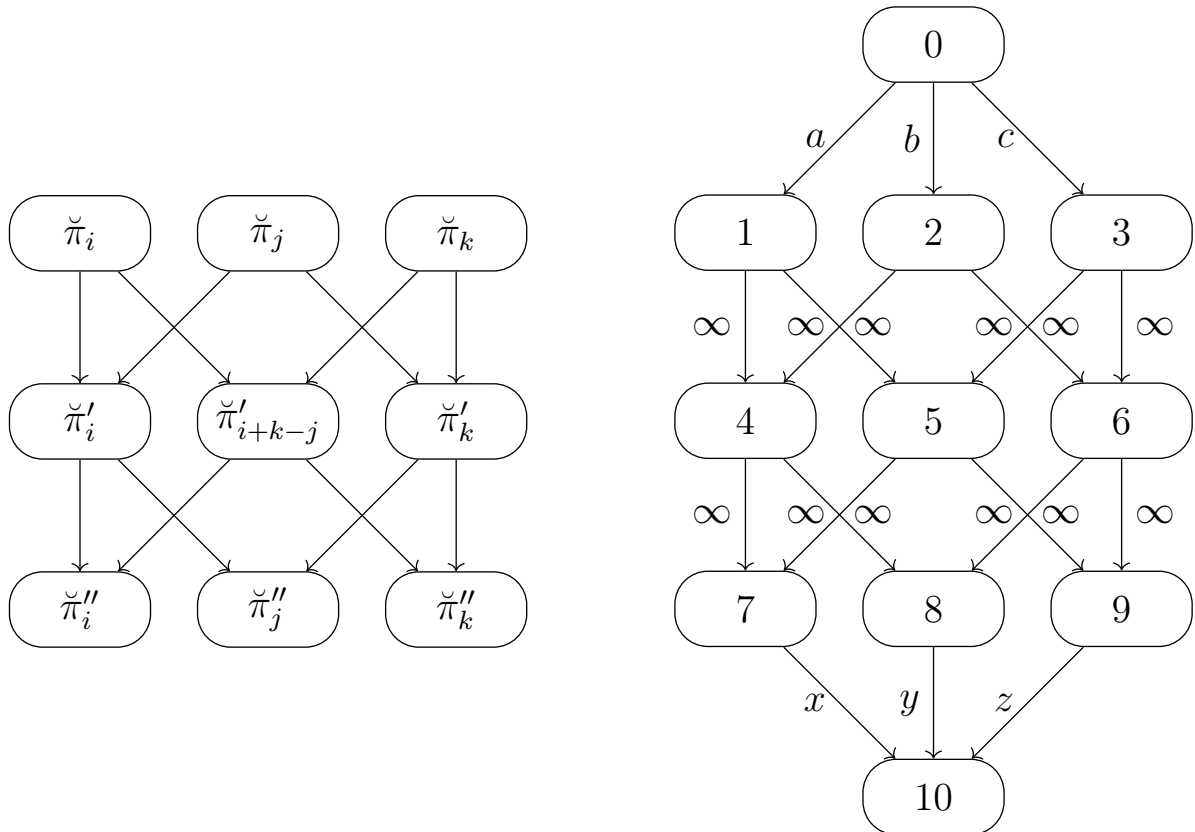 0
a b c
π̆_i π̆_j π̆_k 1 2 3
∞ ∞ ∞ ∞ ∞ ∞
π̆′_i π̆′_{i+k−j} π̆′_k 4 5 6
∞ ∞ ∞ ∞ ∞ ∞
π̆″_i π̆″_j π̆″_k 7 8 9
x y z
10